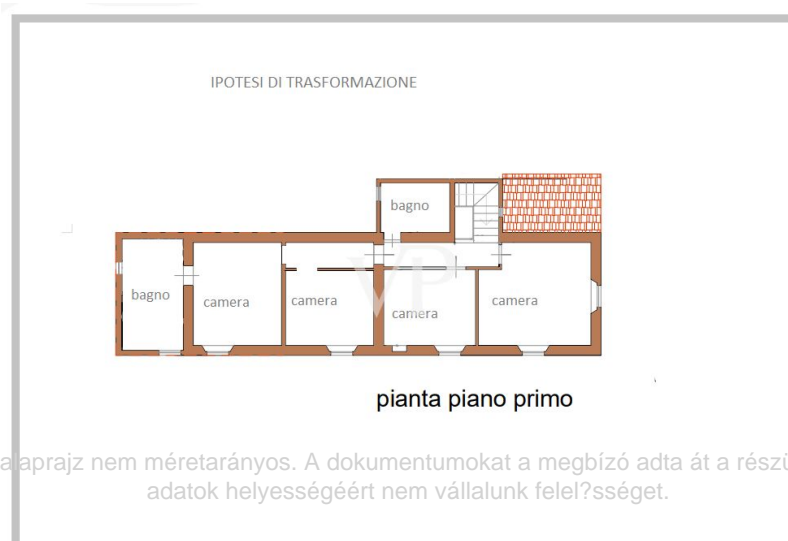 IPOTESI DI TRASFORMAZIONE
bagno
bagno
camera
camera
camera
camera
VP
pianta piano primo
alaprajz nem méretarányos. A dokumentumokat a megbízó adta át a részü
adatok helyességéért nem vállalunk felel?sséget.